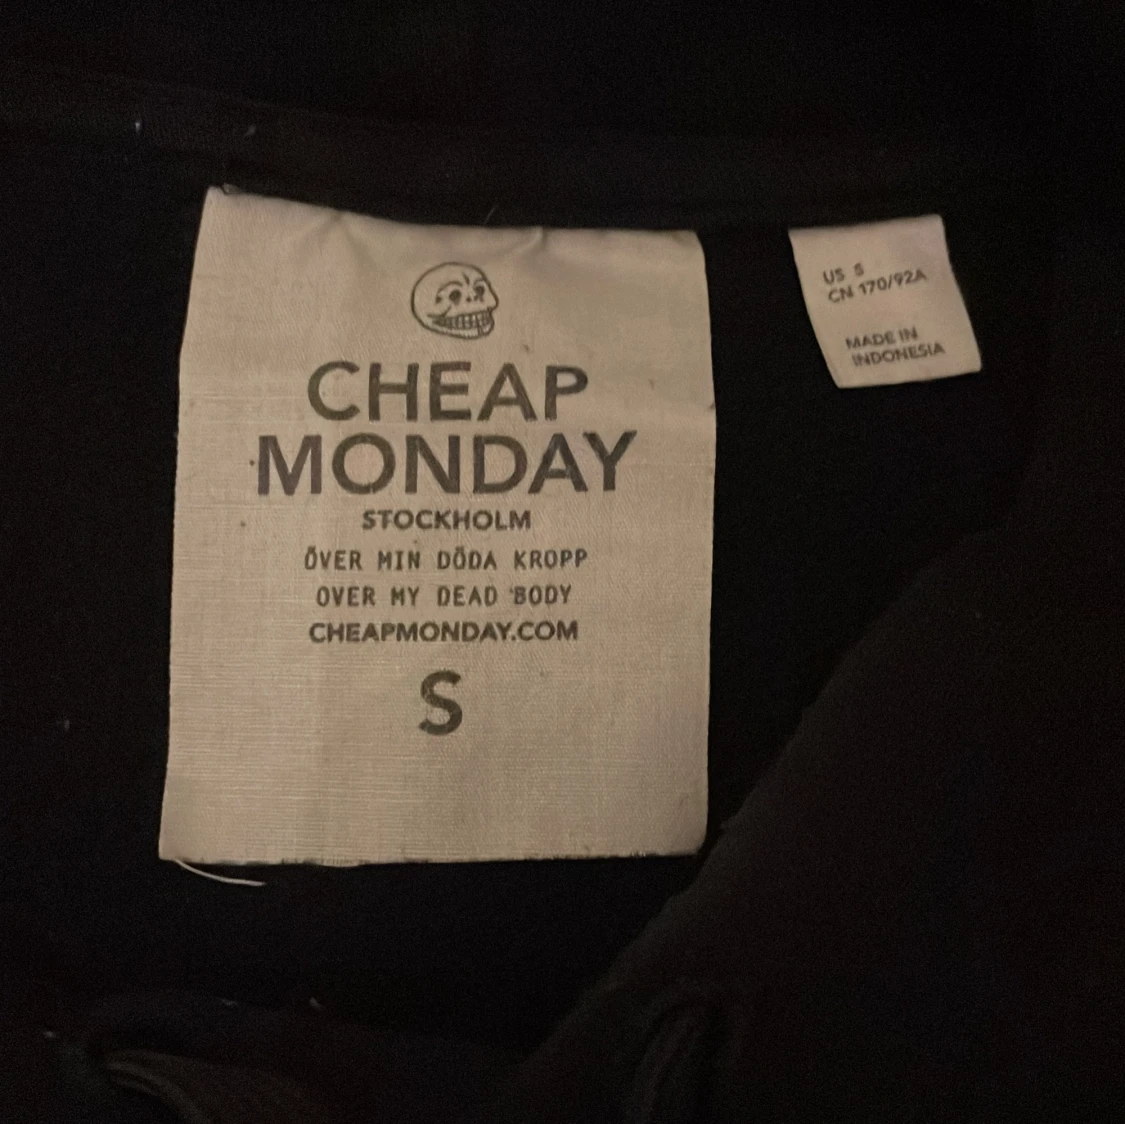 CHEAP
MONDAY
STOCKHOLM
ÖVER MIN DÖDA KROPP
OVER MY DEAD BODY
CHEAPMONDAY.COM
S
US S
CN 170/92A
MADE IN
INDONESIA